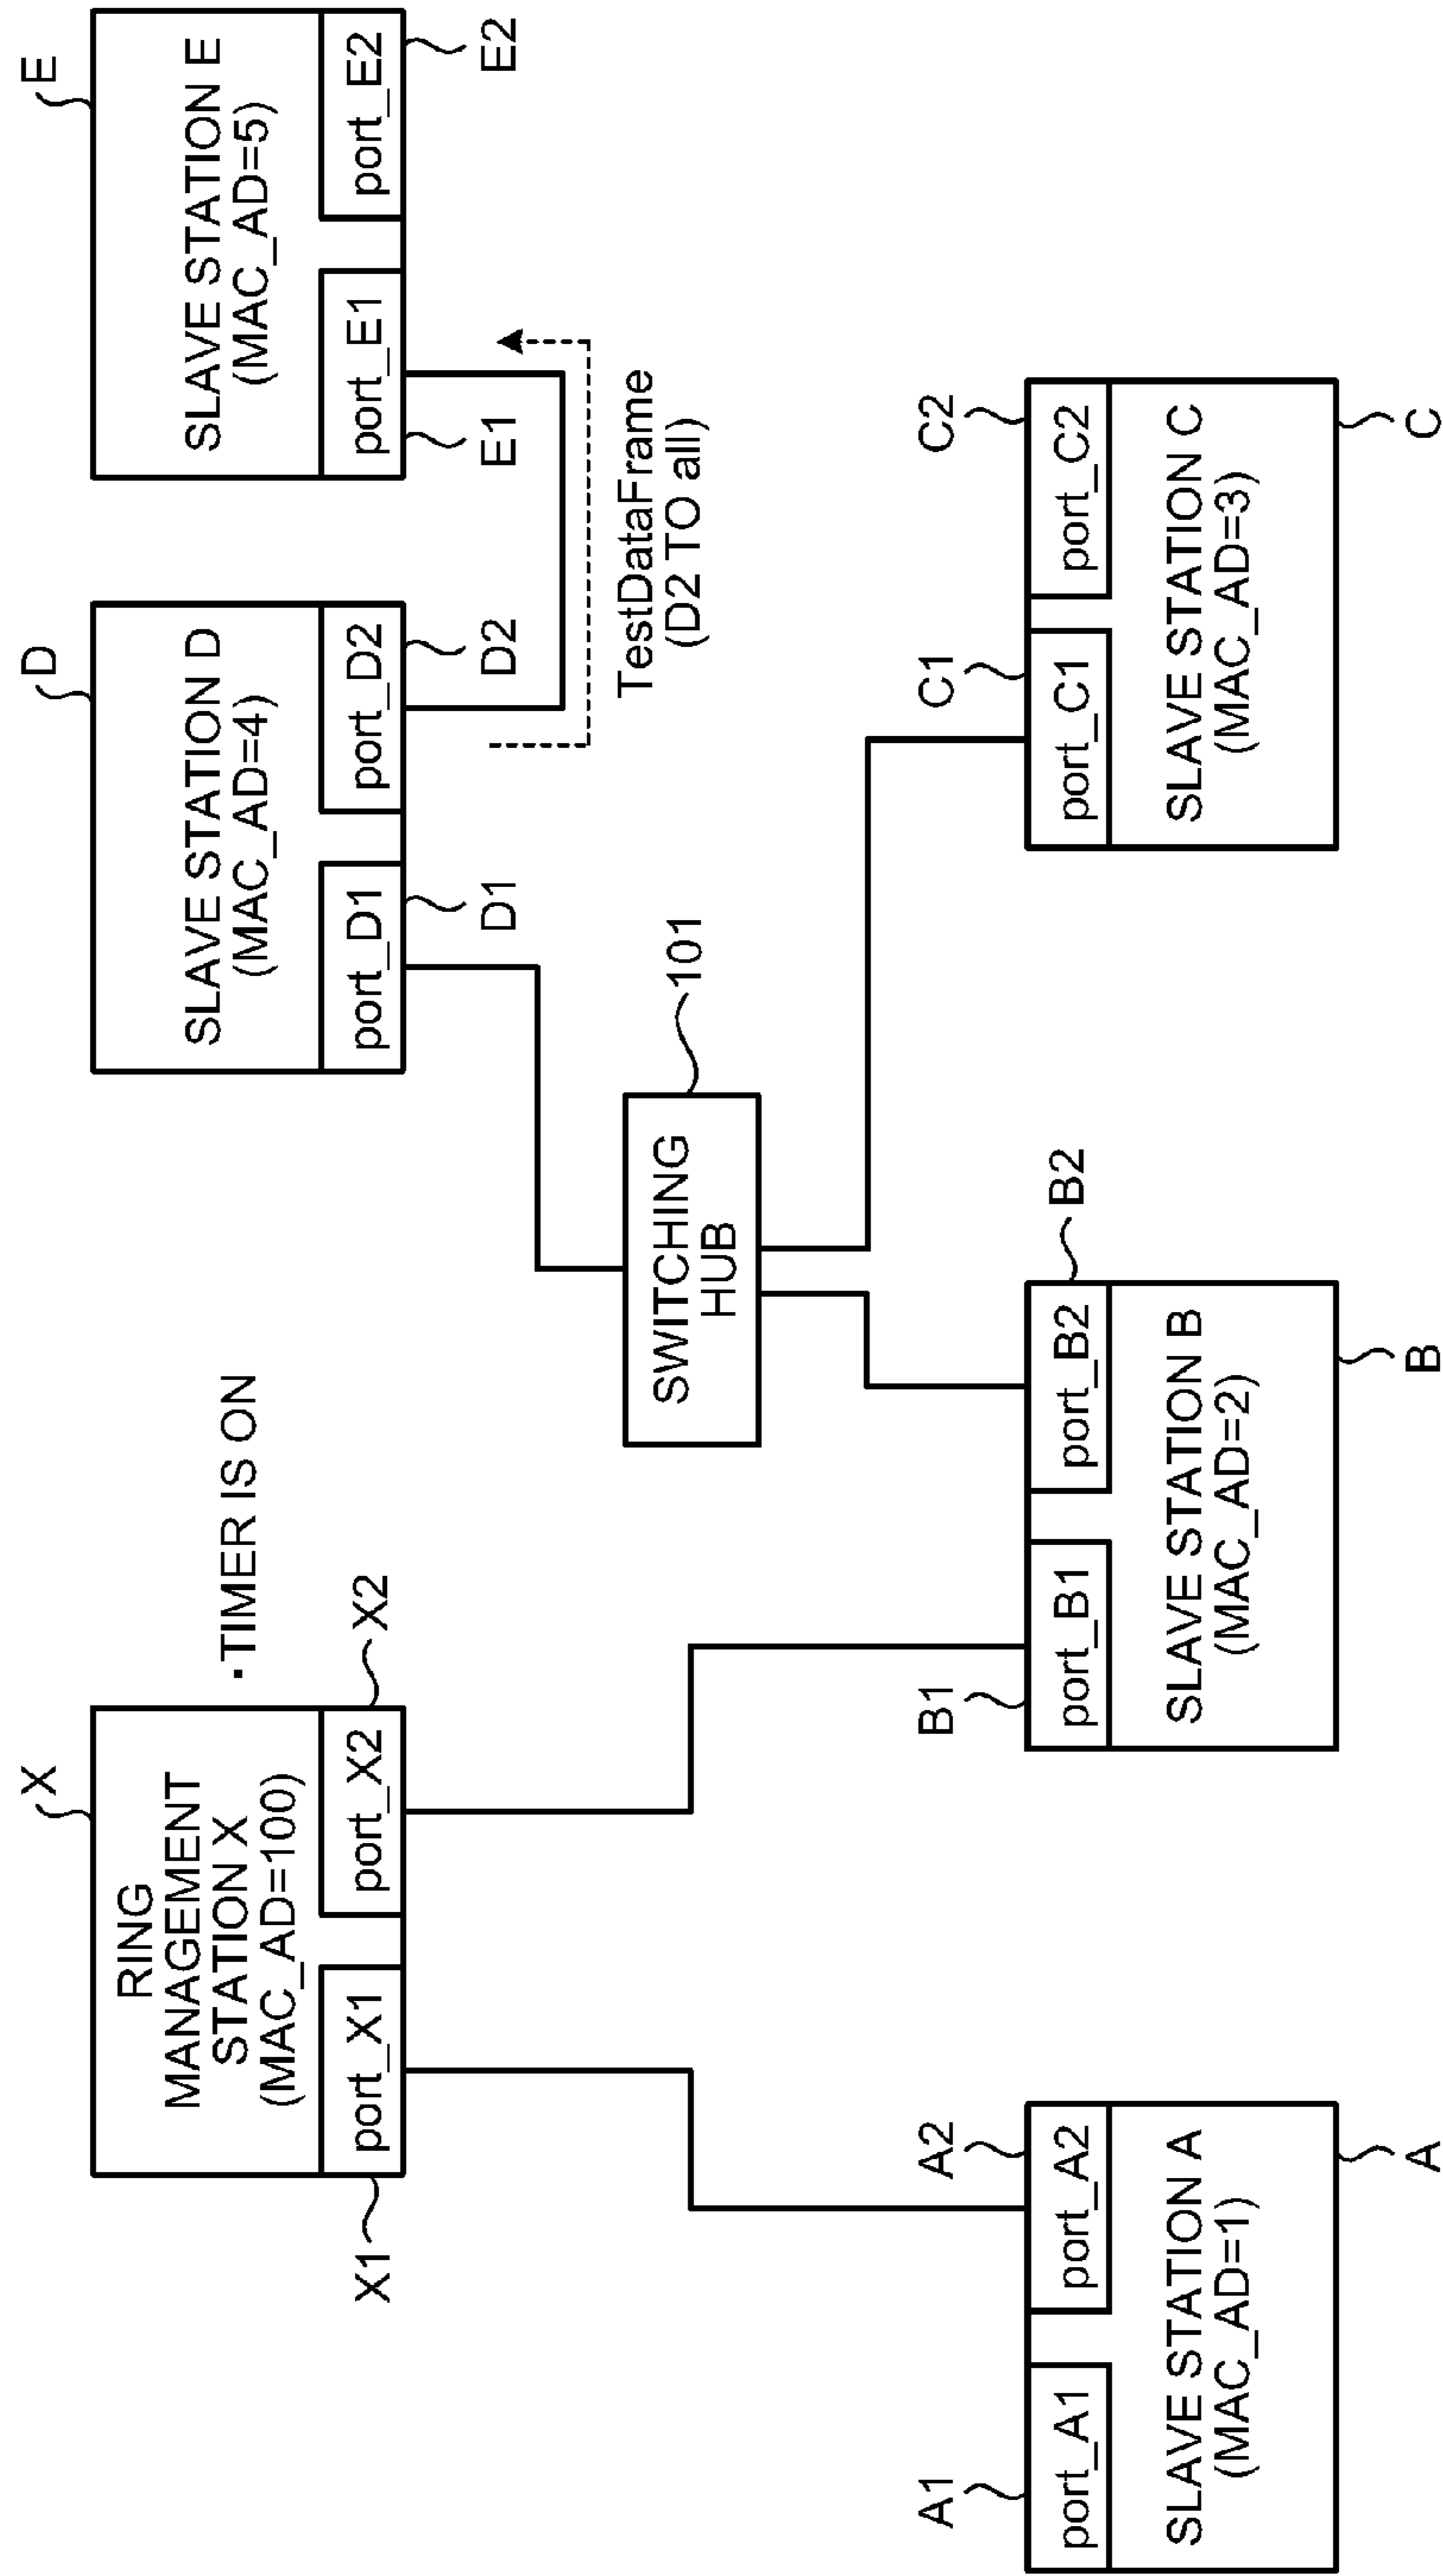 X
RING
MANAGEMENT
STATION X
(MAC_AD=100)
port_X1
port_X2
X1
X2
·TIMER IS ON
D
SLAVE STATION D
(MAC_AD=4)
port_D1
port_D2
D1
D2
E
SLAVE STATION E
(MAC_AD=5)
port_E1
port_E2
E1
E2
TestDataFrame
(D2 TO all)
SWITCHING
HUB
101
A1
A2
port_A1
port_A2
SLAVE STATION A
(MAC_AD=1)
A
B1
B2
port_B1
port_B2
SLAVE STATION B
(MAC_AD=2)
B
C1
C2
port_C1
port_C2
SLAVE STATION C
(MAC_AD=3)
C